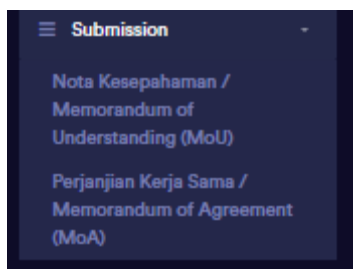 Submission
Nota Kesepahaman /
Memorandum of
Understanding (MoU)
Perjanjian Kerja Sama /
Memorandum of Agreement
(MoA)